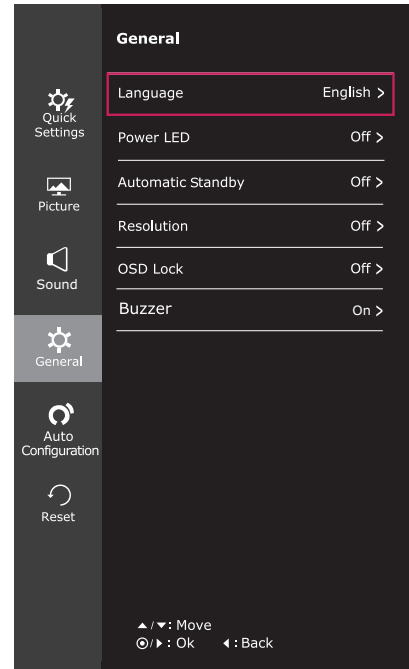 General
Quick
Settings
Picture
Sound
General
Auto
Configuration
Reset
Language English >
Power LED Off >
Automatic Standby Off >
Resolution Off >
OSD Lock Off >
Buzzer On >
▲/▼: Move
◉/▶: Ok ◀: Back